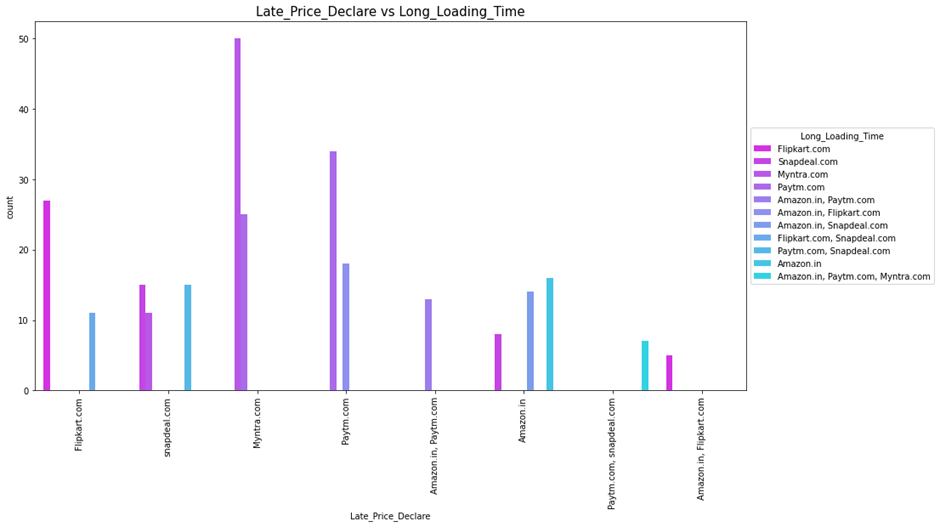 Late_Price_Declare vs Long_Loading_Time
50
40
30
20
10
0
count
Flipkart.com
snapdeal.com
Myntra.com
Paytm.com
Amazon.in, Paytm.com
Amazon.in
Paytm.com, snapdeal.com
Amazon.in, Flipkart.com
Late_Price_Declare
Long_Loading_Time
Flipkart.com
Snapdeal.com
Myntra.com
Paytm.com
Amazon.in, Paytm.com
Amazon.in, Flipkart.com
Amazon.in, Snapdeal.com
Flipkart.com, Snapdeal.com
Paytm.com, Snapdeal.com
Amazon.in
Amazon.in, Paytm.com, Myntra.com